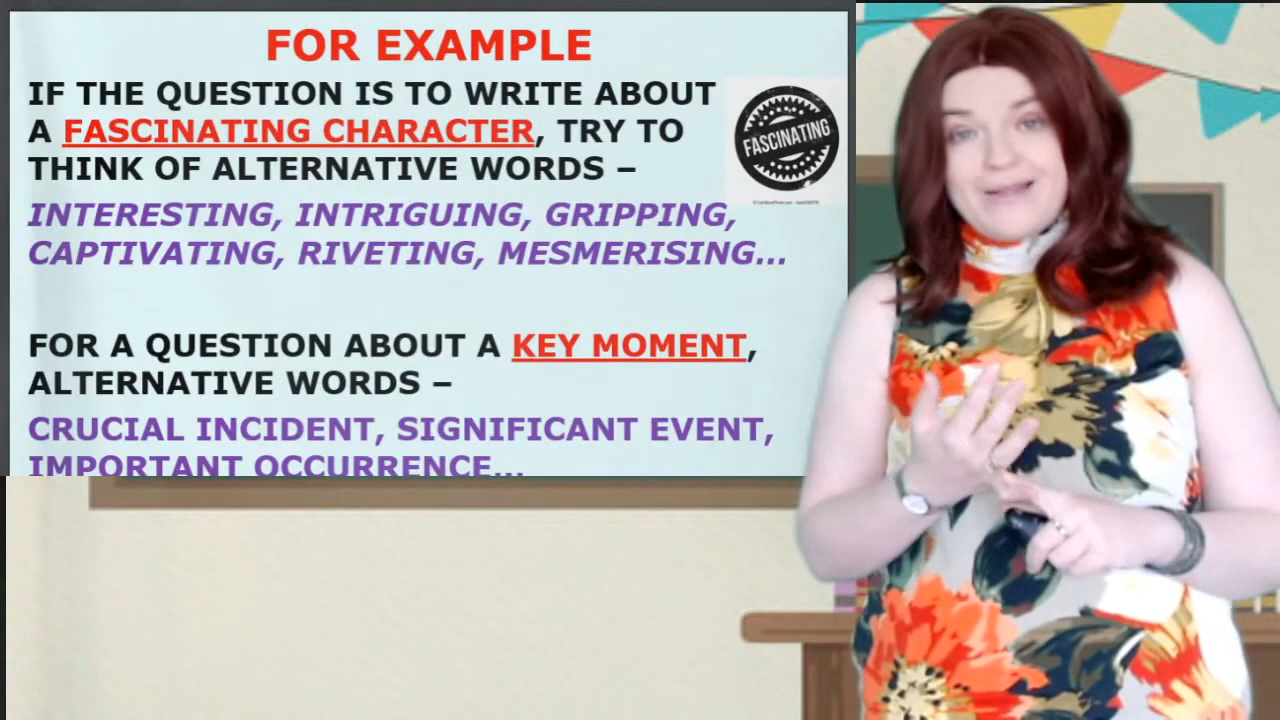 FOR EXAMPLE
IF THE QUESTION IS TO WRITE ABOUT
A FASCINATING CHARACTER, TRY TO
THINK OF ALTERNATIVE WORDS –
INTERESTING, INTRIGUING, GRIPPING,
CAPTIVATING, RIVETING, MESMERISING...
FASCINATING
FOR A QUESTION ABOUT A KEY MOMENT,
ALTERNATIVE WORDS –
CRUCIAL INCIDENT, SIGNIFICANT EVENT,
IMPORTANT OCCURRENCE...